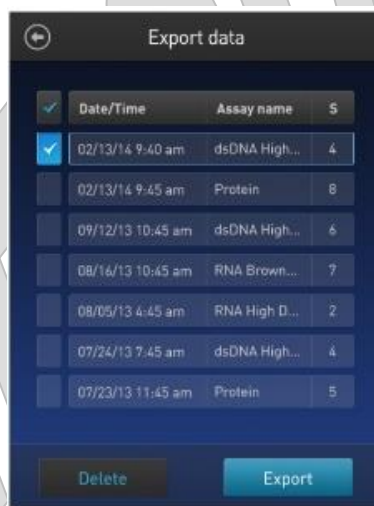 Export data
Date/Time Assay name S
02/13/14 9:40 am dsDNA High... 4
02/13/14 9:45 am Protein 8
09/12/13 10:45 am dsDNA High... 6
08/16/13 10:45 am RNA Brown... 7
08/05/13 4:45 am RNA High D... 2
07/24/13 7:45 am dsDNA High... 4
07/23/13 11:45 am Protein 5
Delete Export